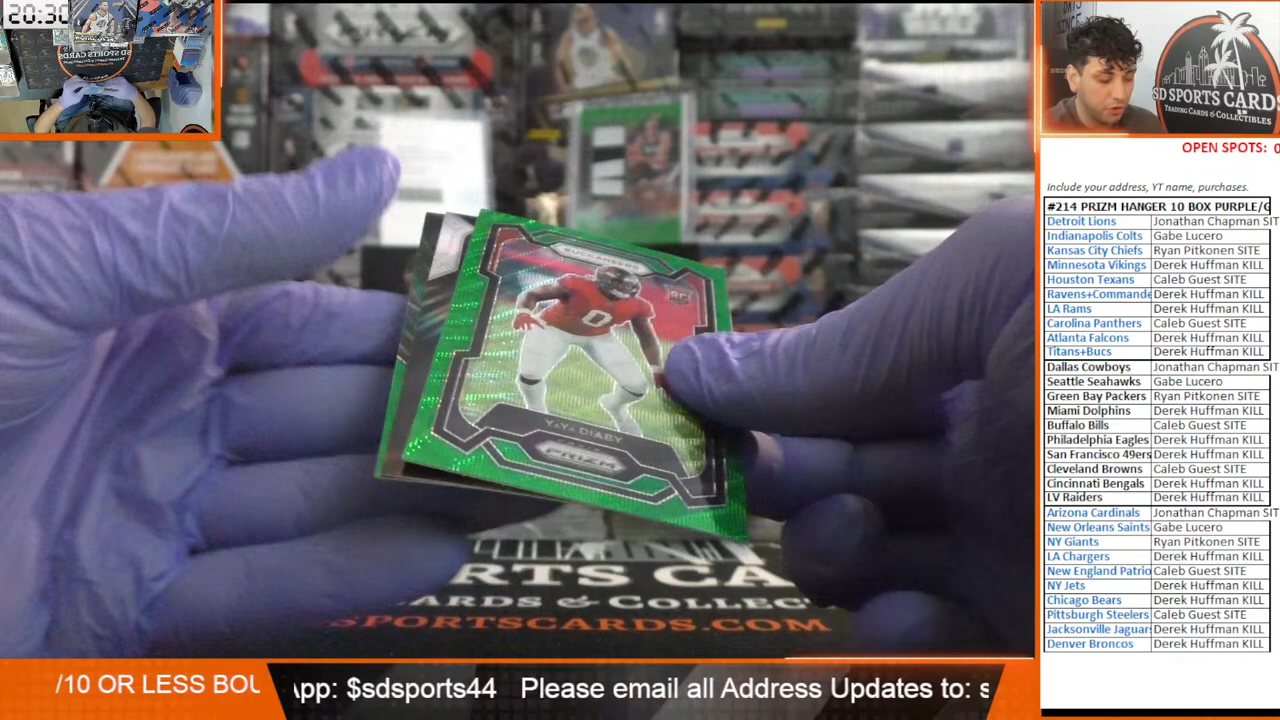 20:30
SD SPORTS CARDS
TRADING CARDS & COLLECTIBLES
OPEN SPOTS: 0
Include your address, YT name, purchases.
#214 PRIZM HANGER 10 BOX PURPLE/G
Detroit Lions Jonathan Chapman SIT
Indianapolis Colts Gabe Lucero
Kansas City Chiefs Ryan Pitkonen SITE
Minnesota Vikings Derek Huffman KILL
Houston Texans Caleb Guest SITE
Ravens+Commande Derek Huffman KILL
LA Rams Derek Huffman KILL
Carolina Panthers Caleb Guest SITE
Atlanta Falcons Derek Huffman KILL
Titans+Bucs Derek Huffman KILL
Dallas Cowboys Jonathan Chapman SIT
Seattle Seahawks Gabe Lucero
Green Bay Packers Ryan Pitkonen SITE
Miami Dolphins Derek Huffman KILL
Buffalo Bills Caleb Guest SITE
Philadelphia Eagles Derek Huffman KILL
San Francisco 49ers Derek Huffman KILL
Cleveland Browns Caleb Guest SITE
Cincinnati Bengals Derek Huffman KILL
LV Raiders Derek Huffman KILL
Arizona Cardinals Jonathan Chapman SIT
New Orleans Saints Gabe Lucero
NY Giants Ryan Pitkonen SITE
LA Chargers Derek Huffman KILL
New England Patrio Caleb Guest SITE
NY Jets Derek Huffman KILL
Chicago Bears Derek Huffman KILL
Pittsburgh Steelers Caleb Guest SITE
Jacksonville Jaguar Derek Huffman KILL
Denver Broncos Derek Huffman KILL
BUCCANEERS
RC
0
YAYA DIABY
PRIZM
RTS CA
ARDS & COLLEC
SPORTSCARDS.COM
/10 OR LESS BOU
App: $sdsports44 Please email all Address Updates to: s